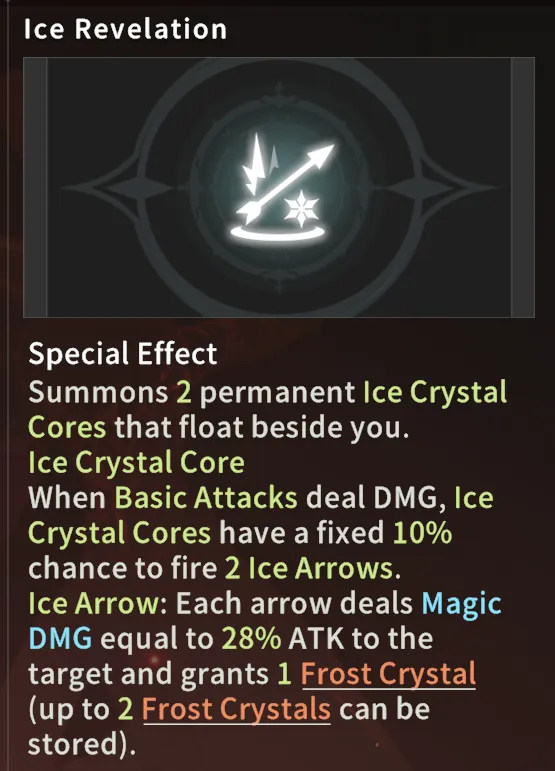 Ice Revelation
Special Effect
Summons 2 permanent Ice Crystal
Cores that float beside you.
Ice Crystal Core
When Basic Attacks deal DMG, Ice
Crystal Cores have a fixed 10%
chance to fire 2 Ice Arrows.
Ice Arrow: Each arrow deals Magic
DMG equal to 28% ATK to the
target and grants 1 Frost Crystal
(up to 2 Frost Crystals can be
stored).